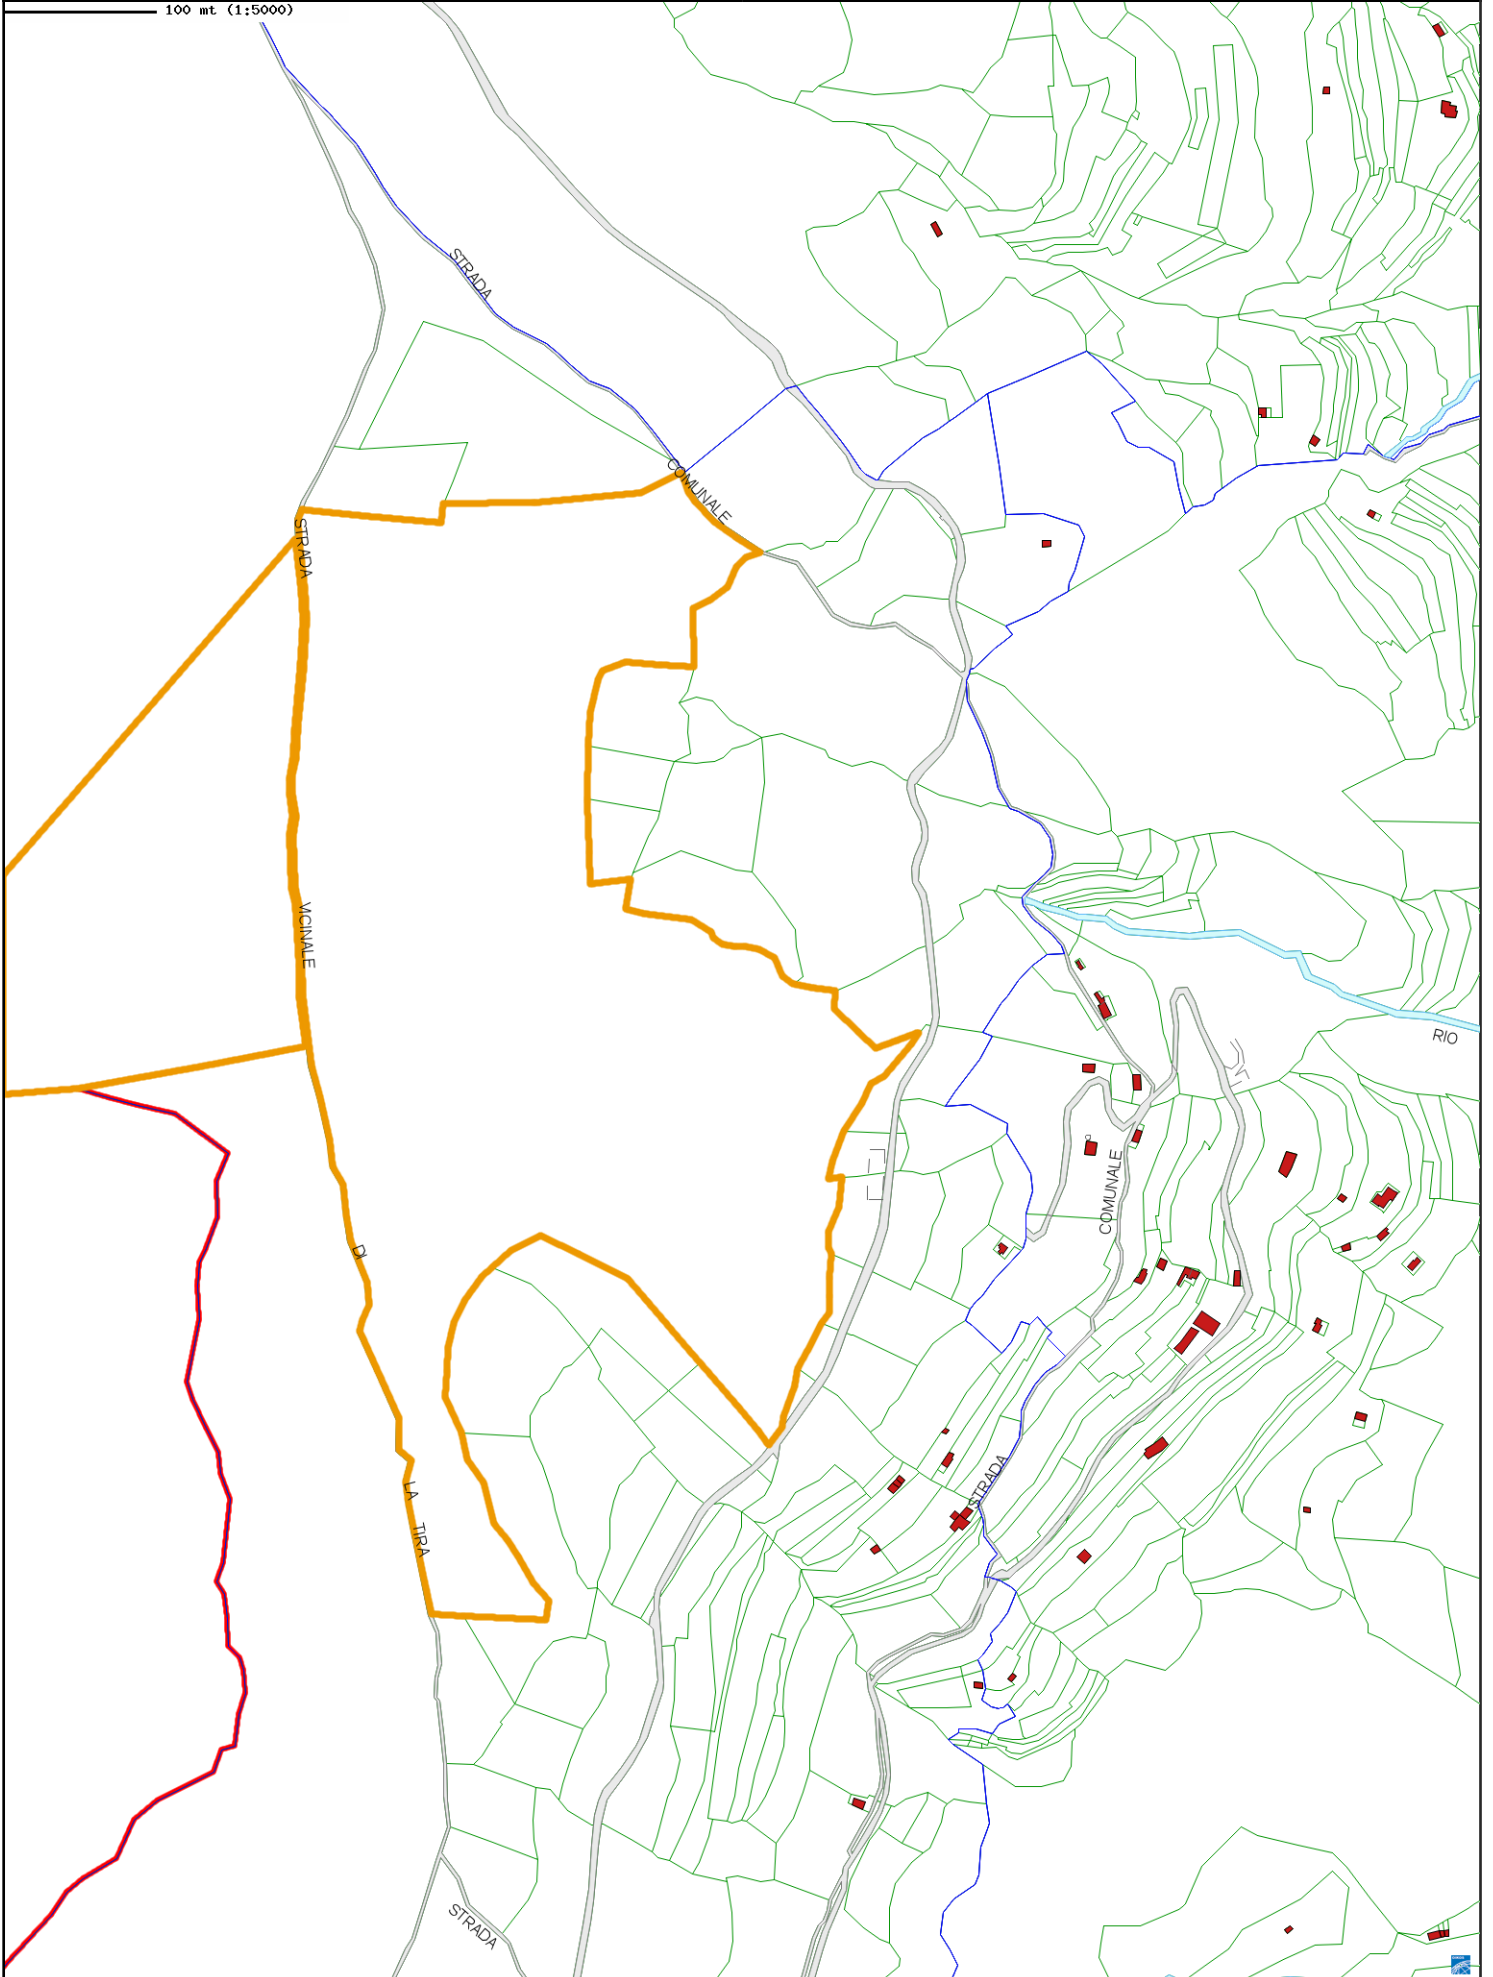 100 mt (1:5000)
STRADA
COMUNALE
STRADA
VICINALE
RIO
COMUNALE
DI
STRADA
LA
TIRA
STRADA